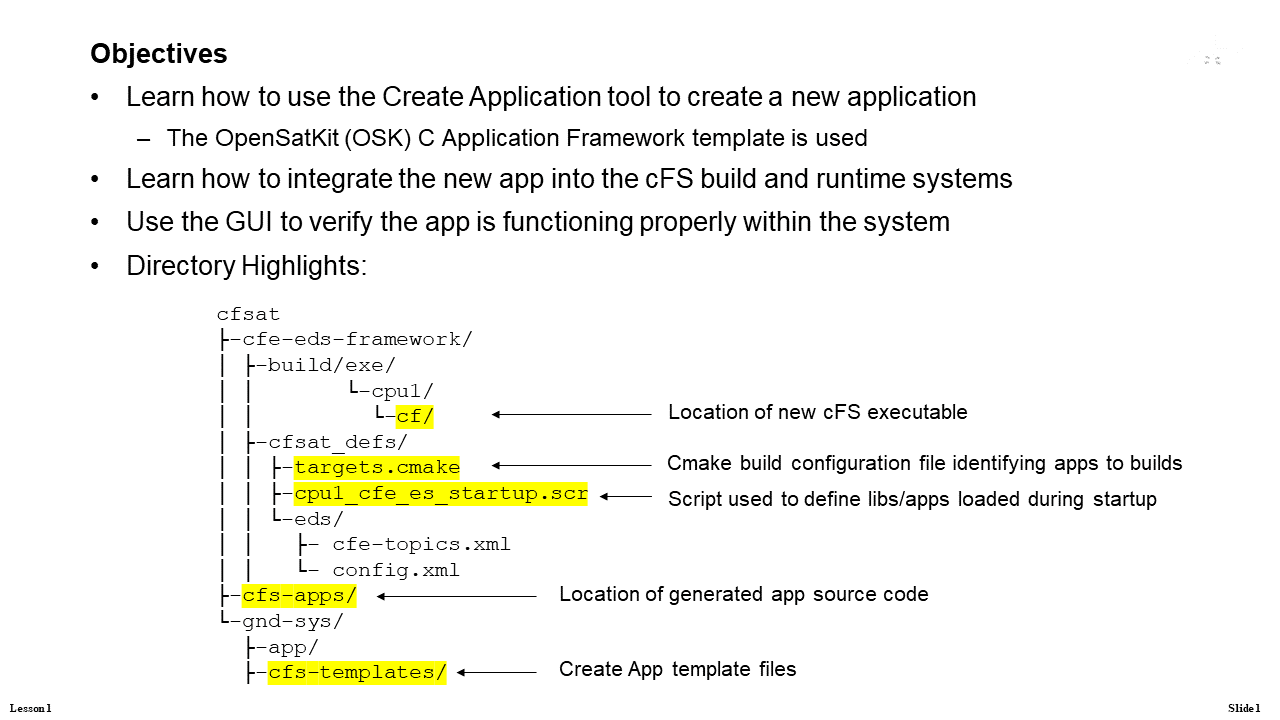 Objectives
• Learn how to use the Create Application tool to create a new application
– The OpenSatKit (OSK) C Application Framework template is used
• Learn how to integrate the new app into the cFS build and runtime systems
• Use the GUI to verify the app is functioning properly within the system
• Directory Highlights:
cfsat
├-cfe-eds-framework/
│ ├-build/exe/
│ │ └-cpu1/
│ │ └-cf/ Location of new cFS executable
│ ├-cfsat_defs/
│ │ ├-targets.cmake Cmake build configuration file identifying apps to builds
│ │ ├-cpu1_cfe_es_startup.scr Script used to define libs/apps loaded during startup
│ │ └-eds/
│ │ ├- cfe-topics.xml
│ │ └- config.xml
├-cfs-apps/ Location of generated app source code
└-gnd-sys/
├-app/
├-cfs-templates/ Create App template files
Lesson 1 Slide 1